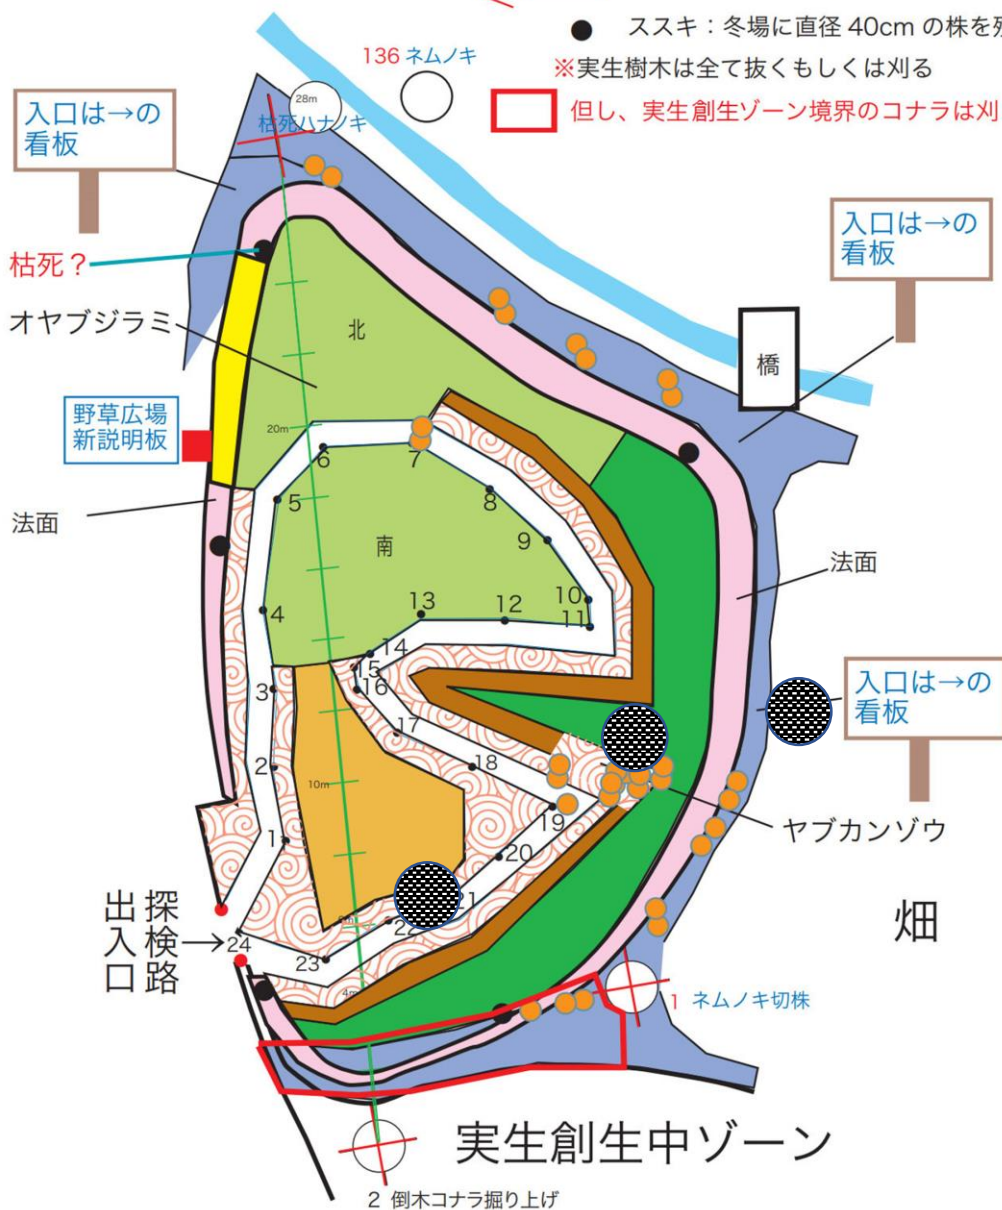 ● ススキ：冬場に直径 40cm の株を
136 ネムノキ
※実生樹木は全て抜くもしくは刈る
但し、実生創生ゾーン境界のコナラは刈
28m
枯死ハナノキ
入口は→の
看板
入口は→の
看板
枯死？
オヤブジラミ
北
橋
野草広場
新説明板
20m
6
7
5
8
法面
南
9
法面
10
4
13
12
11
14
15
3
16
入口は→の
看板
17
2
18
10m
19
ヤブカンゾウ
1
20
探検路
出入口
→
21
22
畑
24
23
4m
1 ネムノキ切株
実生創生中ゾーン
2 倒木コナラ掘り上げ